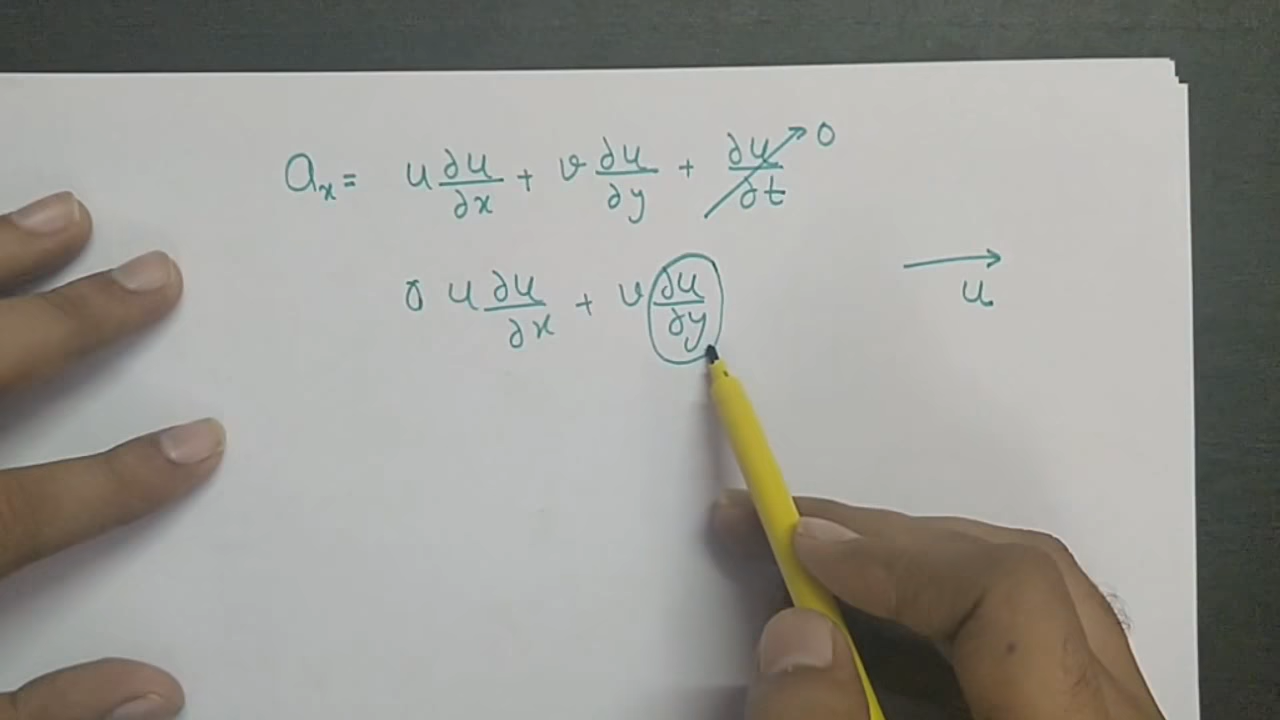 aₓ = u ∂u/∂x + v ∂u/∂y + ∂u/∂t → 0
u ∂u/∂x + v ∂u/∂y
u